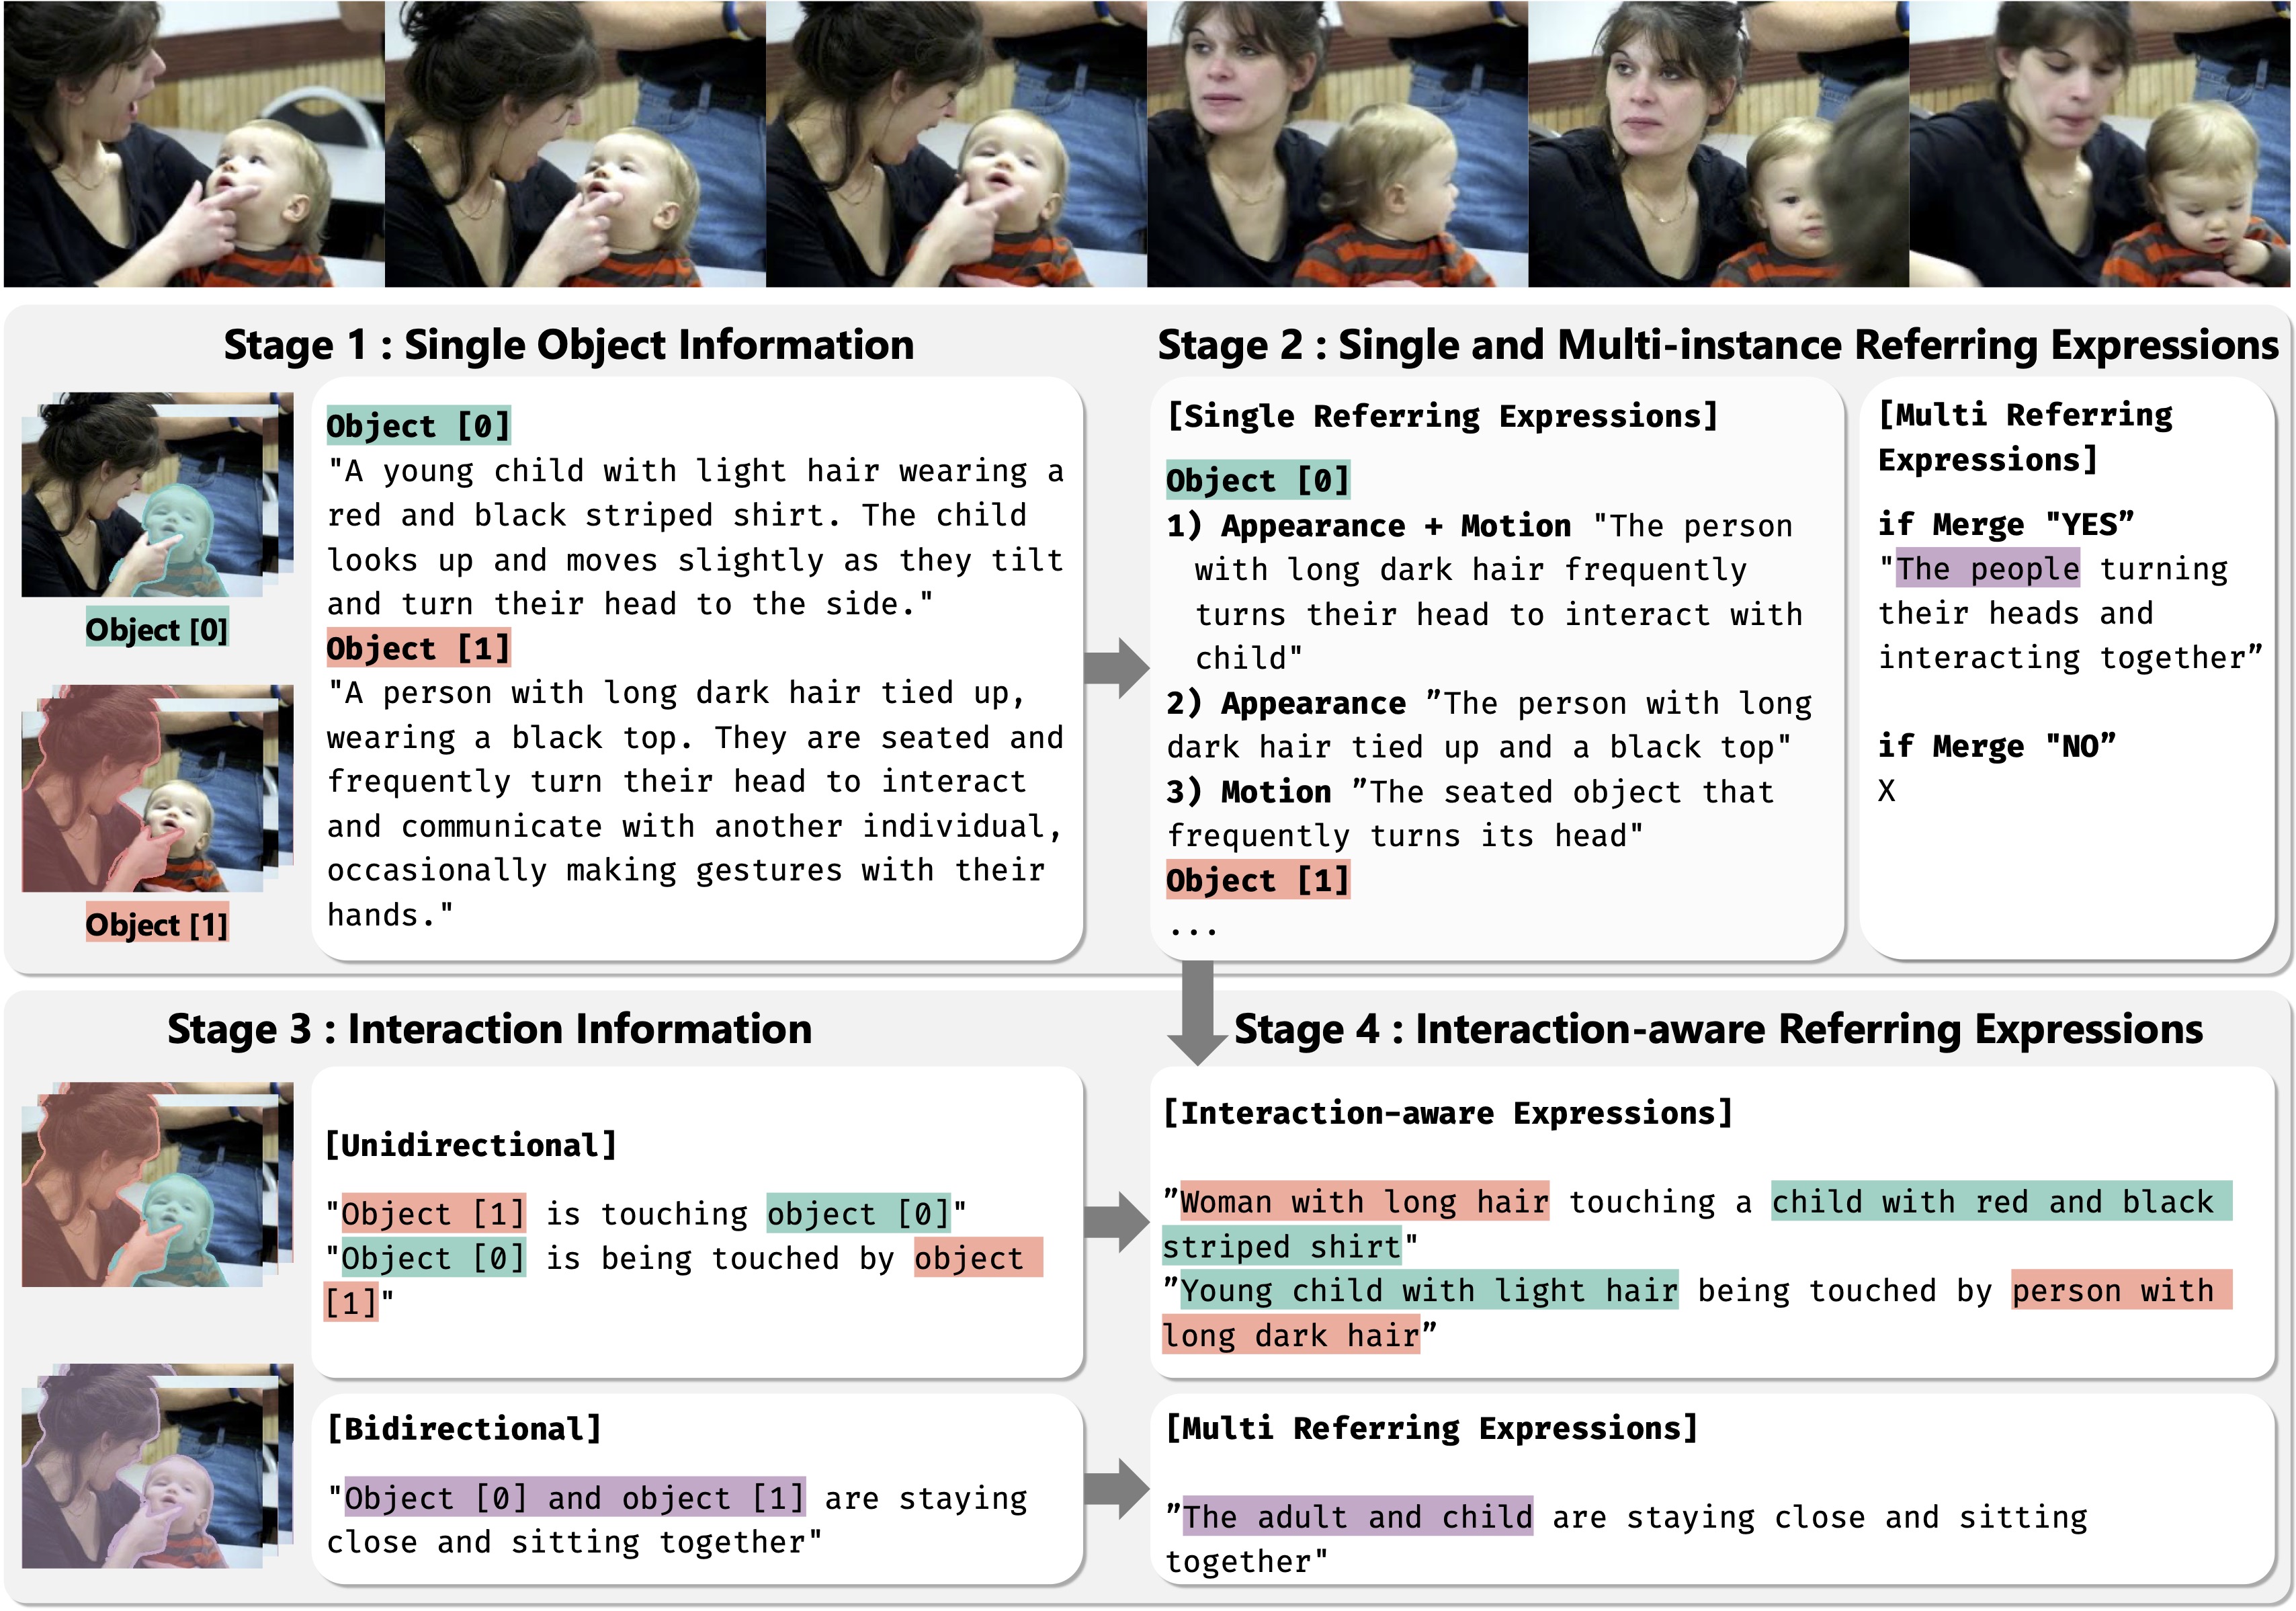 Stage 1 : Single Object Information
Object [0]
Object [1]
Object [0]
"A young child with light hair wearing a
red and black striped shirt. The child
looks up and moves slightly as they tilt
and turn their head to the side."
Object [1]
"A person with long dark hair tied up,
wearing a black top. They are seated and
frequently turn their head to interact
and communicate with another individual,
occasionally making gestures with their
hands."
Stage 2 : Single and Multi-instance Referring Expressions
[Single Referring Expressions]
Object [0]
1) Appearance + Motion "The person
with long dark hair frequently
turns their head to interact with
child"
2) Appearance ”The person with long
dark hair tied up and a black top"
3) Motion ”The seated object that
frequently turns its head"
Object [1]
...
[Multi Referring
Expressions]
if Merge "YES”
"The people turning
their heads and
interacting together”
if Merge "NO”
X
Stage 3 : Interaction Information
[Unidirectional]
"Object [1] is touching object [0]"
"Object [0] is being touched by object
[1]"
[Bidirectional]
"Object [0] and object [1] are staying
close and sitting together"
Stage 4 : Interaction-aware Referring Expressions
[Interaction-aware Expressions]
”Woman with long hair touching a child with red and black
striped shirt"
”Young child with light hair being touched by person with
long dark hair”
[Multi Referring Expressions]
”The adult and child are staying close and sitting
together"